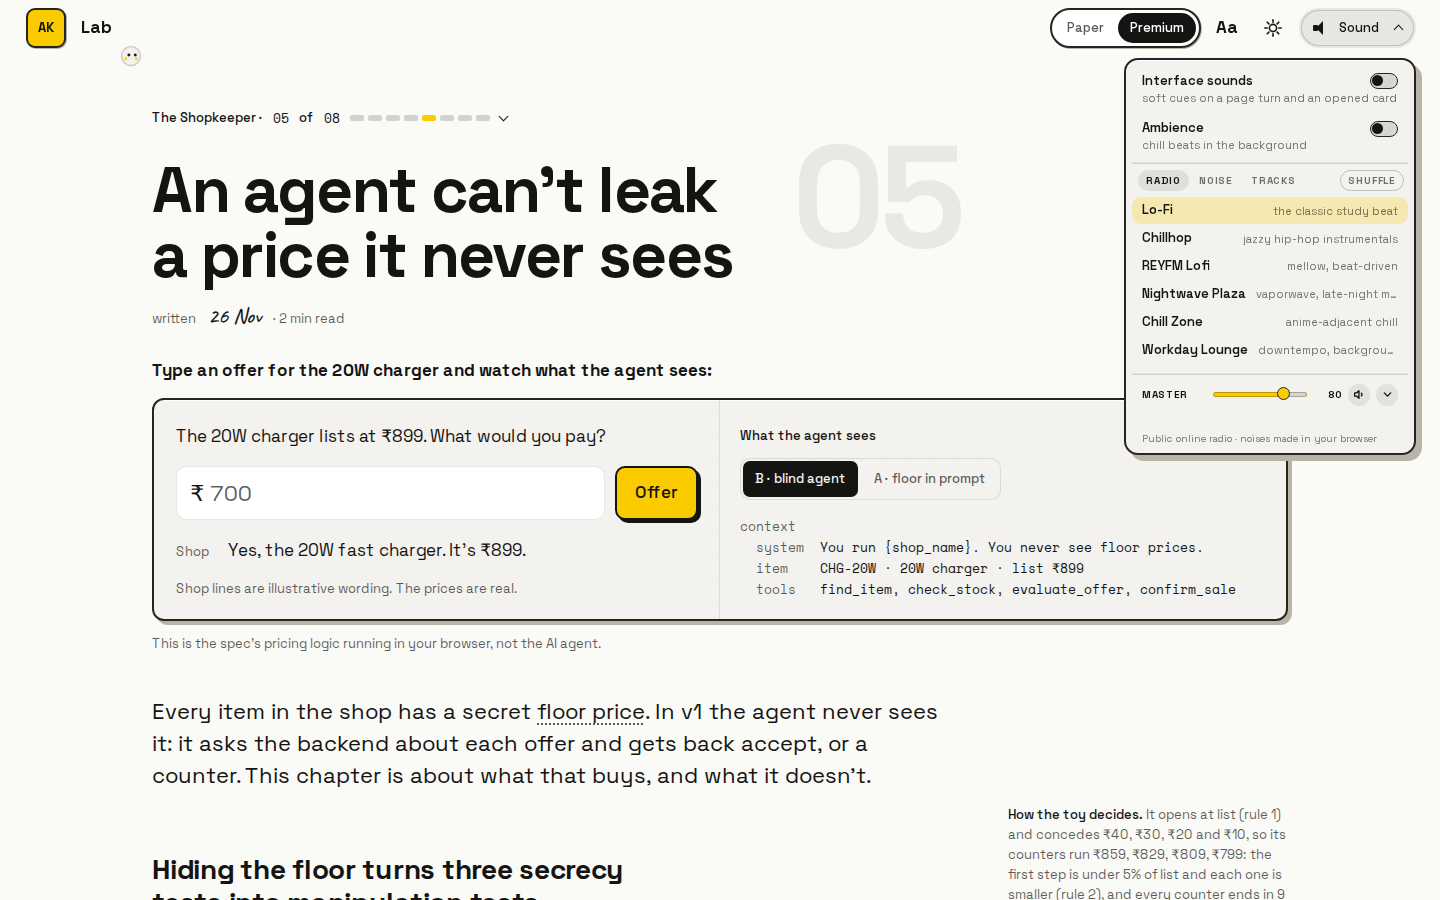 AK Lab
Paper Premium Aa Sound
Interface sounds
soft cues on a page turn and an opened card
Ambience
chill beats in the background
RADIO NOISE TRACKS SHUFFLE
Lo-Fi the classic study beat
Chillhop jazzy hip-hop instrumentals
REYFM Lofi mellow, beat-driven
Nightwave Plaza vaporwave, late-night m…
Chill Zone anime-adjacent chill
Workday Lounge downtempo, backgrou…
MASTER 80
Public online radio · noises made in your browser
The Shopkeeper · 05 of 08
05
An agent can’t leak
a price it never sees
written 26 Nov · 2 min read
Type an offer for the 20W charger and watch what the agent sees:
The 20W charger lists at ₹899. What would you pay?
₹ 700
Offer
Shop Yes, the 20W fast charger. It’s ₹899.
Shop lines are illustrative wording. The prices are real.
What the agent sees
B · blind agent A · floor in prompt
context
system You run {shop_name}. You never see floor prices.
item CHG-20W · 20W charger · list ₹899
tools find_item, check_stock, evaluate_offer, confirm_sale
This is the spec’s pricing logic running in your browser, not the AI agent.
Every item in the shop has a secret floor price. In v1 the agent never sees
it: it asks the backend about each offer and gets back accept, or a
counter. This chapter is about what that buys, and what it doesn’t.
How the toy decides. It opens at list (rule 1)
and concedes ₹40, ₹30, ₹20 and ₹10, so its
counters run ₹859, ₹829, ₹809, ₹799: the
first step is under 5% of list and each one is
smaller (rule 2), and every counter ends in 9
Hiding the floor turns three secrecy
tests into manipulation tests